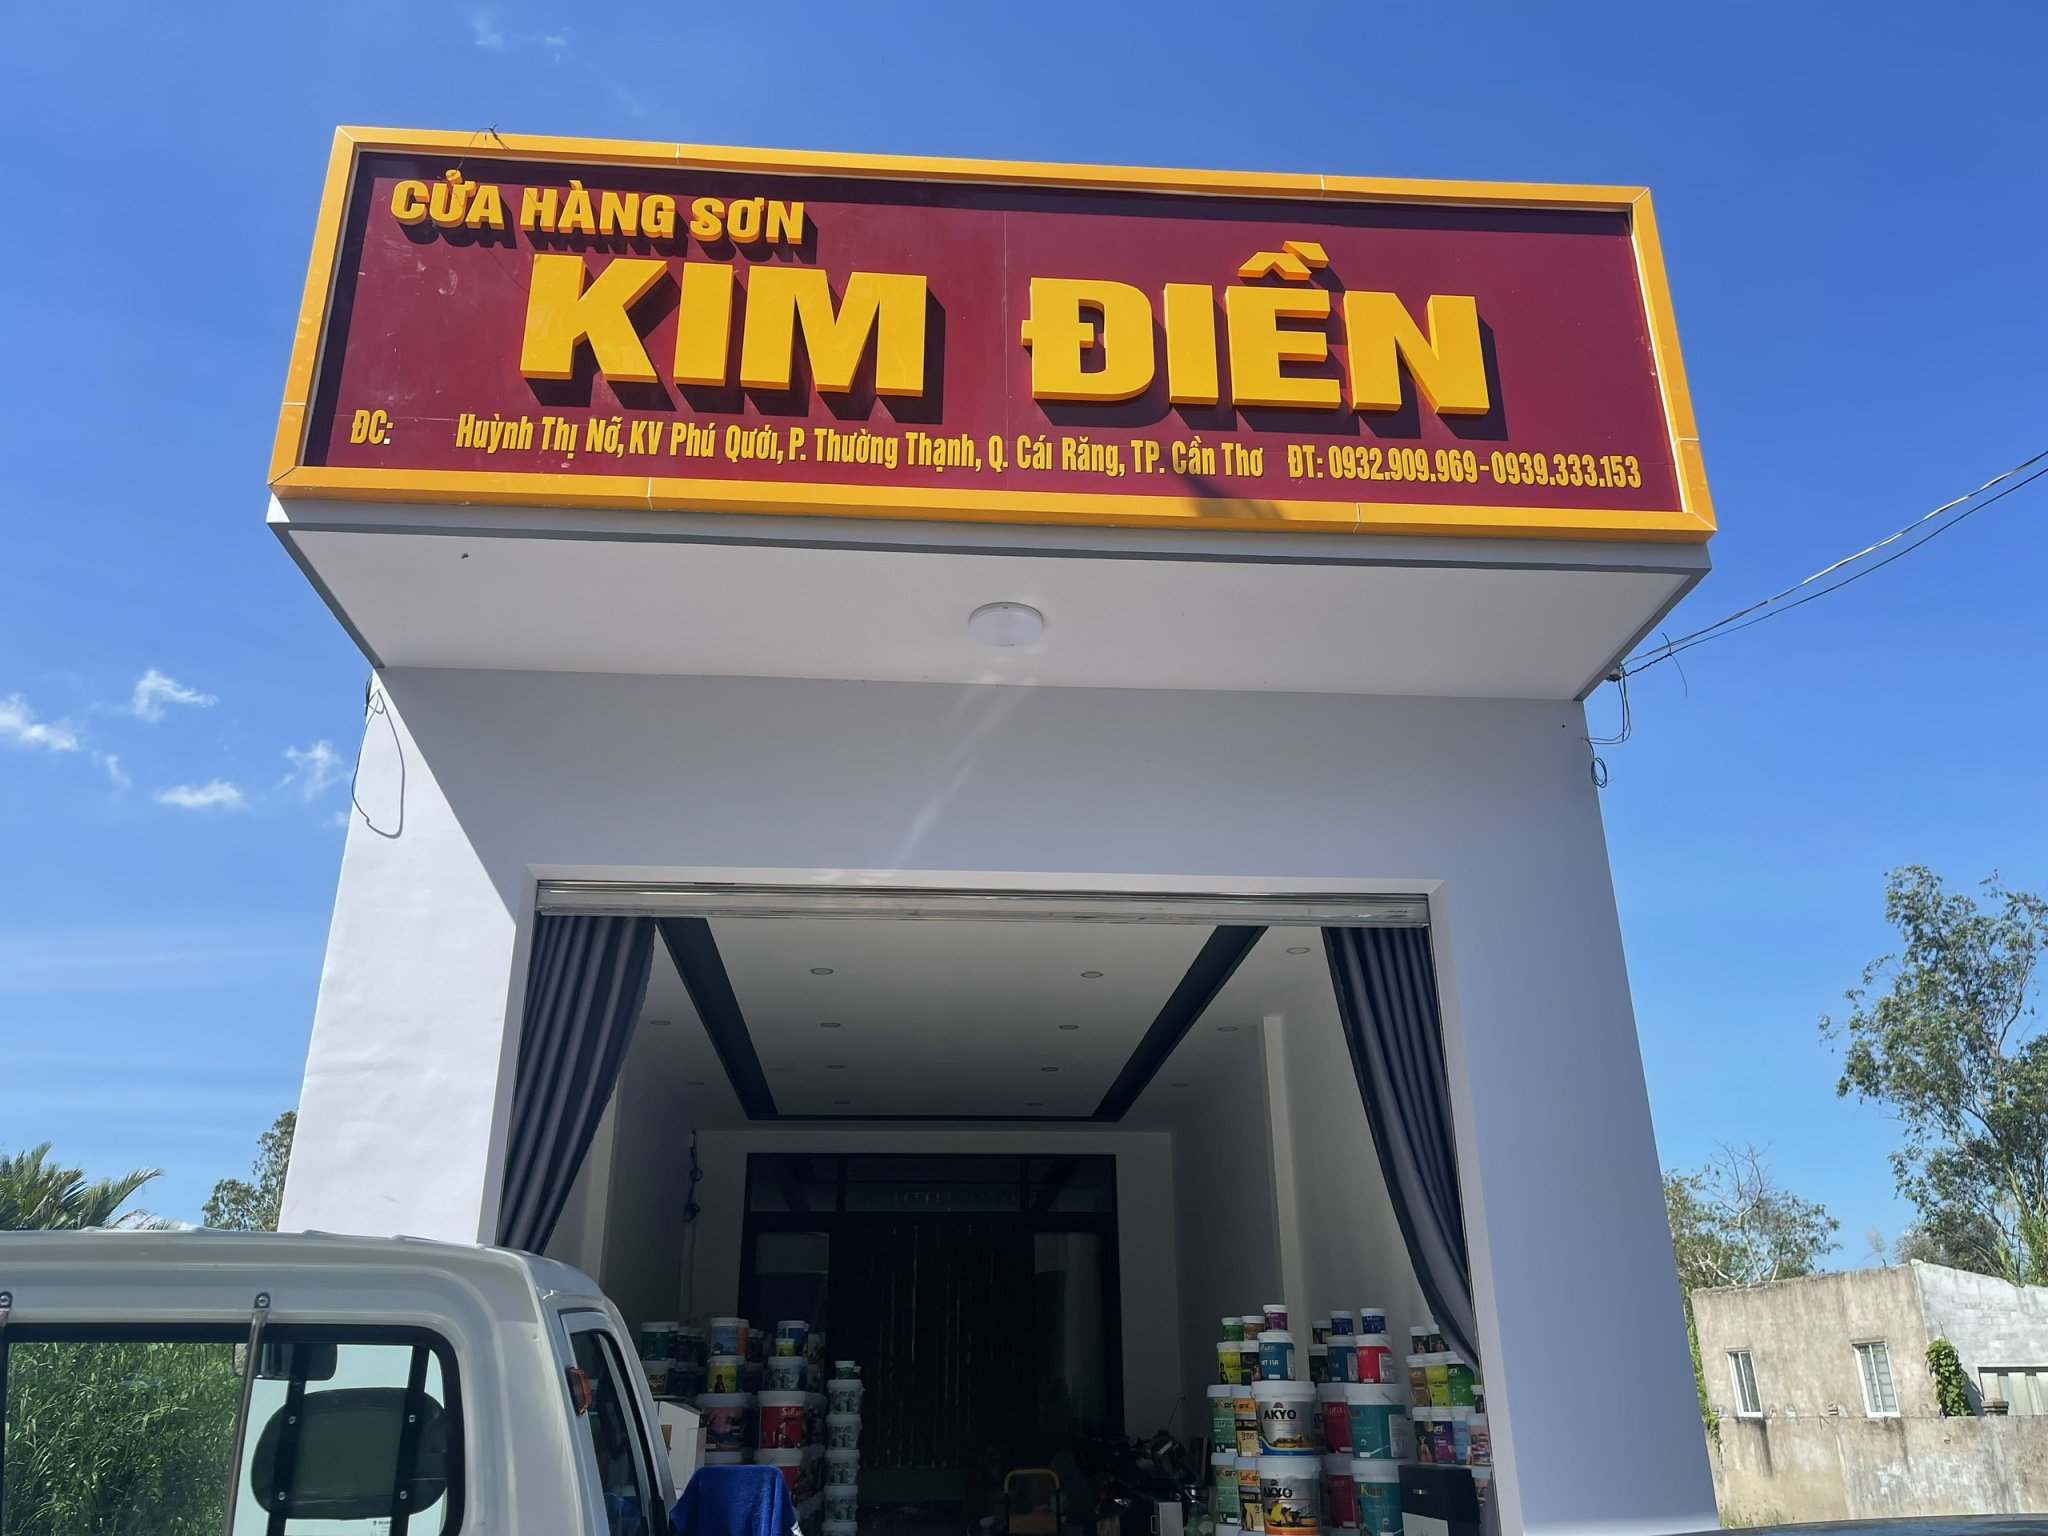 CỬA HÀNG SƠN
KIM ĐIỀN
ĐC: Huỳnh Thị Nỡ, KV Phú Qưới, P. Thường Thạnh, Q. Cái Răng, TP. Cần Thơ ĐT: 0932.909.969 - 0939.333.153
AKYO
AKYO